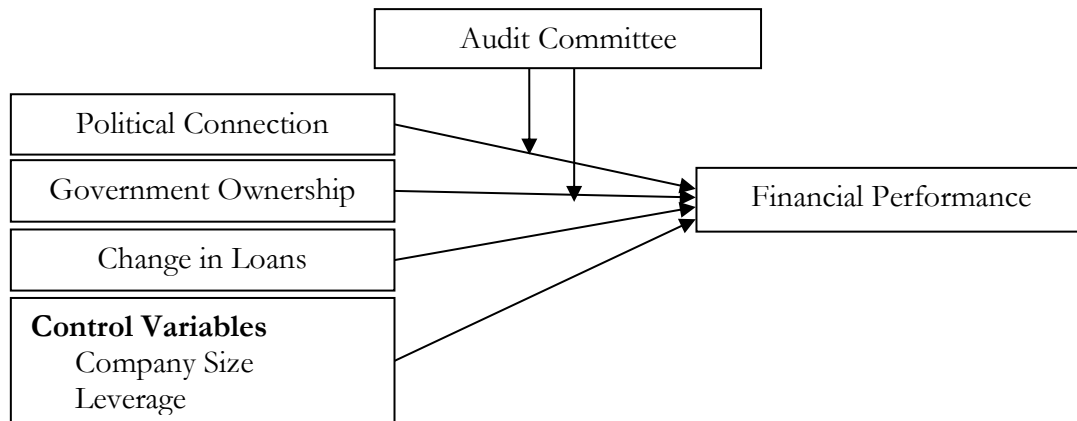 Audit Committee
Political Connection
Government Ownership
Financial Performance
Change in Loans
Control Variables
Company Size
Leverage